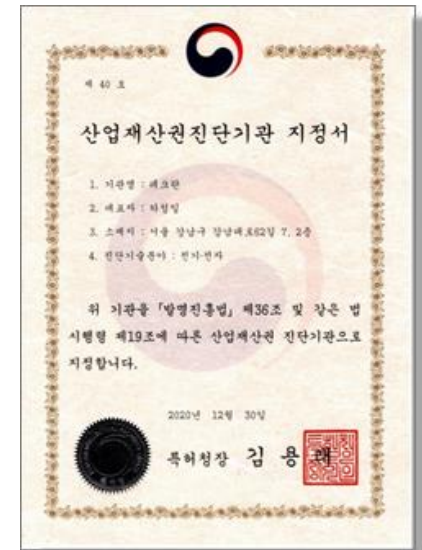 제 40 호
산업재산권진단기관 지정서
1. 기관명 : 테크란
2. 대표자 :
3. 소재지 : 서울 강남구 강남대로62길 7, 2층
4. 진단기술분야 : 전기·전자
위 기관을 「발명진흥법」 제36조 및 같은 법
시행령 제19조에 따른 산업재산권 진단기관으로
지정합니다.
2020년 12월 30일
특허청장 김용래